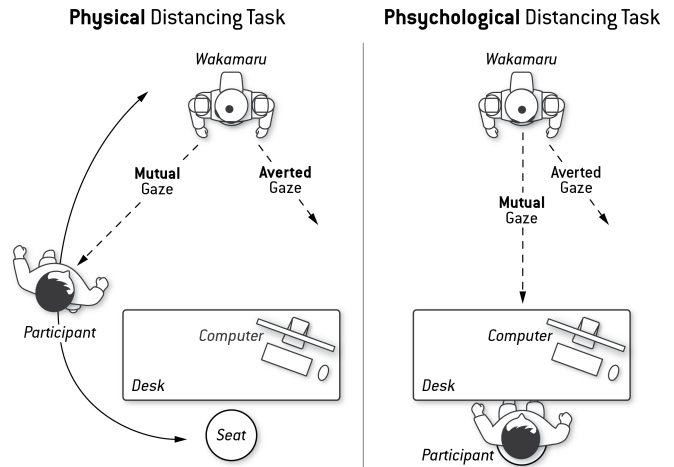 Physical Distancing Task
Wakamaru
Mutual
Gaze
Averted
Gaze
Participant
Computer
Desk
Seat
Phsychological Distancing Task
Wakamaru
Averted
Gaze
Mutual
Gaze
Computer
Desk
Participant